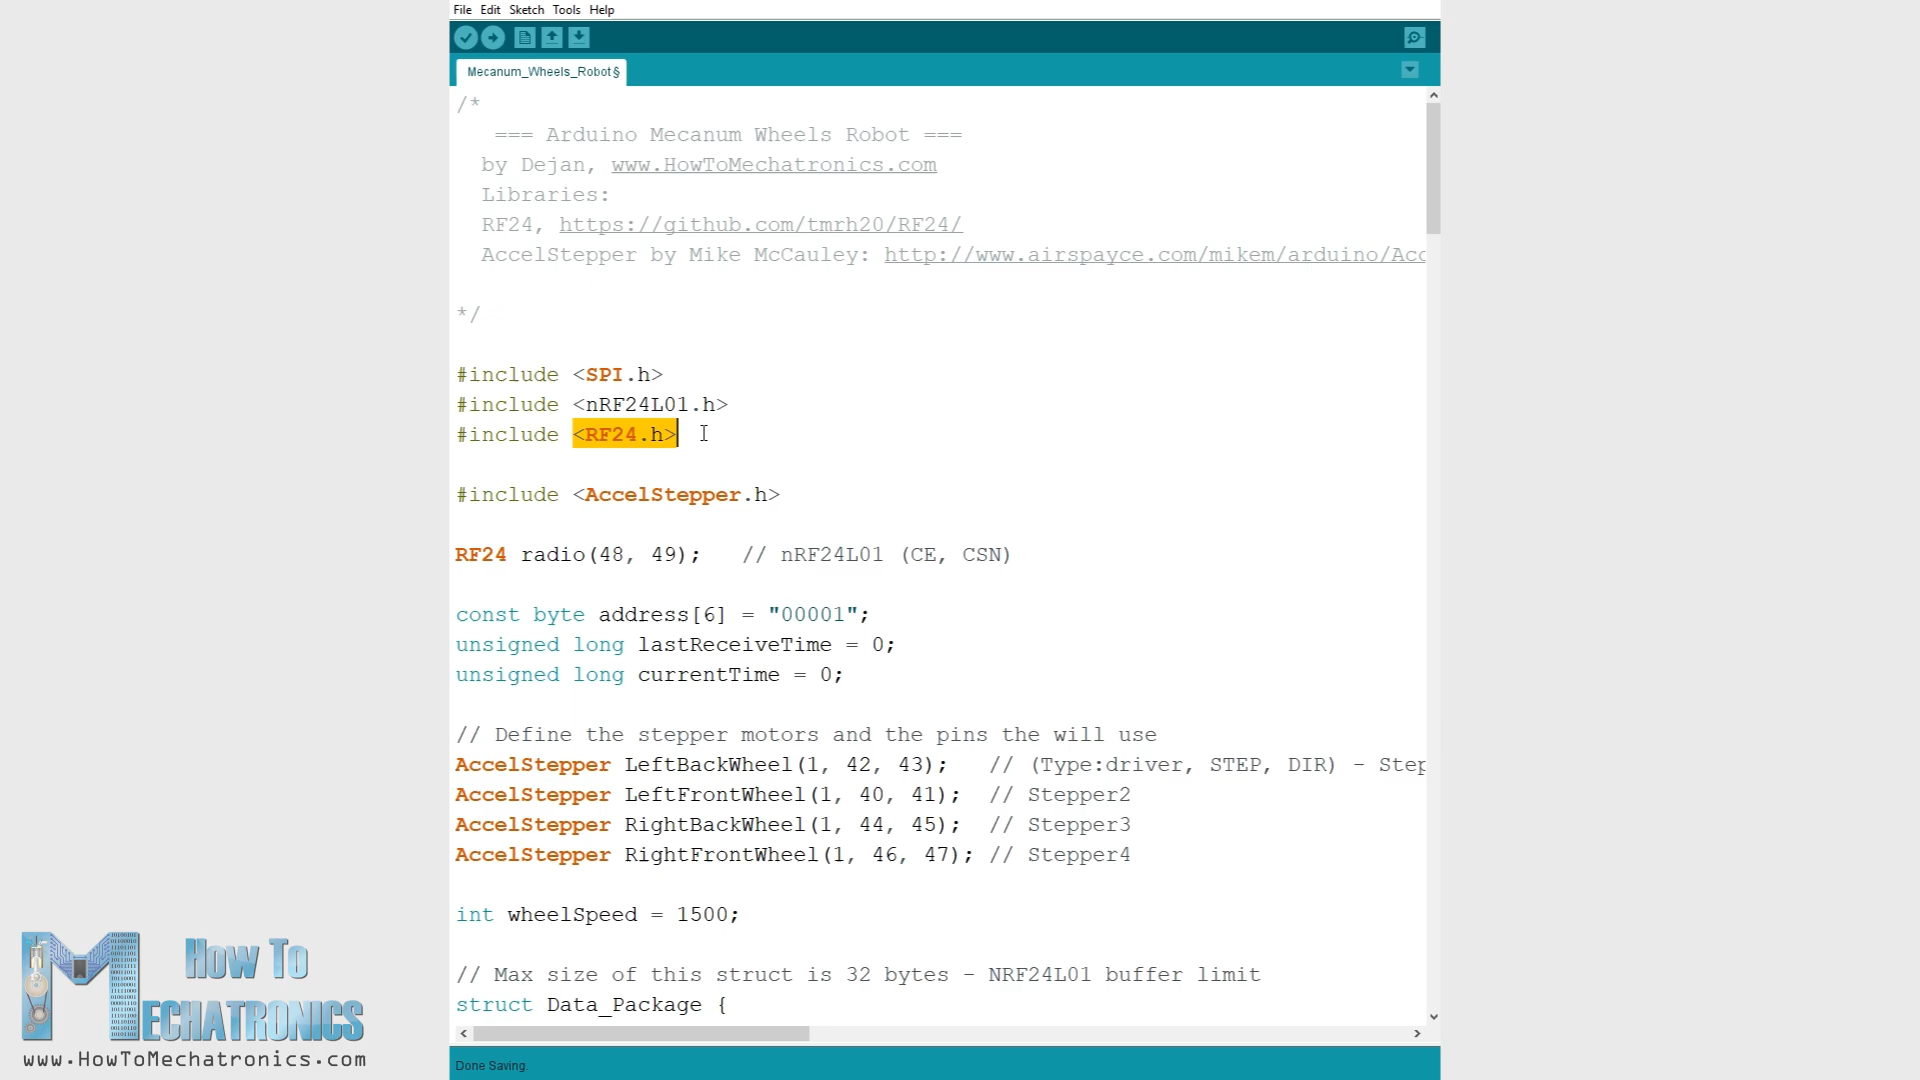 File Edit Sketch Tools Help
Mecanum_Wheels_Robot§
/*
=== Arduino Mecanum Wheels Robot ===
by Dejan, www.HowToMechatronics.com
Libraries:
RF24, https://github.com/tmrh20/RF24/
AccelStepper by Mike McCauley: http://www.airspayce.com/mikem/arduino/Acc
*/
#include <SPI.h>
#include <nRF24L01.h>
#include <RF24.h>
#include <AccelStepper.h>
RF24 radio(48, 49);   // nRF24L01 (CE, CSN)
const byte address[6] = "00001";
unsigned long lastReceiveTime = 0;
unsigned long currentTime = 0;
// Define the stepper motors and the pins the will use
AccelStepper LeftBackWheel(1, 42, 43);   // (Type:driver, STEP, DIR) - Step
AccelStepper LeftFrontWheel(1, 40, 41);  // Stepper2
AccelStepper RightBackWheel(1, 44, 45);  // Stepper3
AccelStepper RightFrontWheel(1, 46, 47); // Stepper4
int wheelSpeed = 1500;
// Max size of this struct is 32 bytes - NRF24L01 buffer limit
struct Data_Package {
Done Saving.
How To
MECHATRONICS
www.HowToMechatronics.com